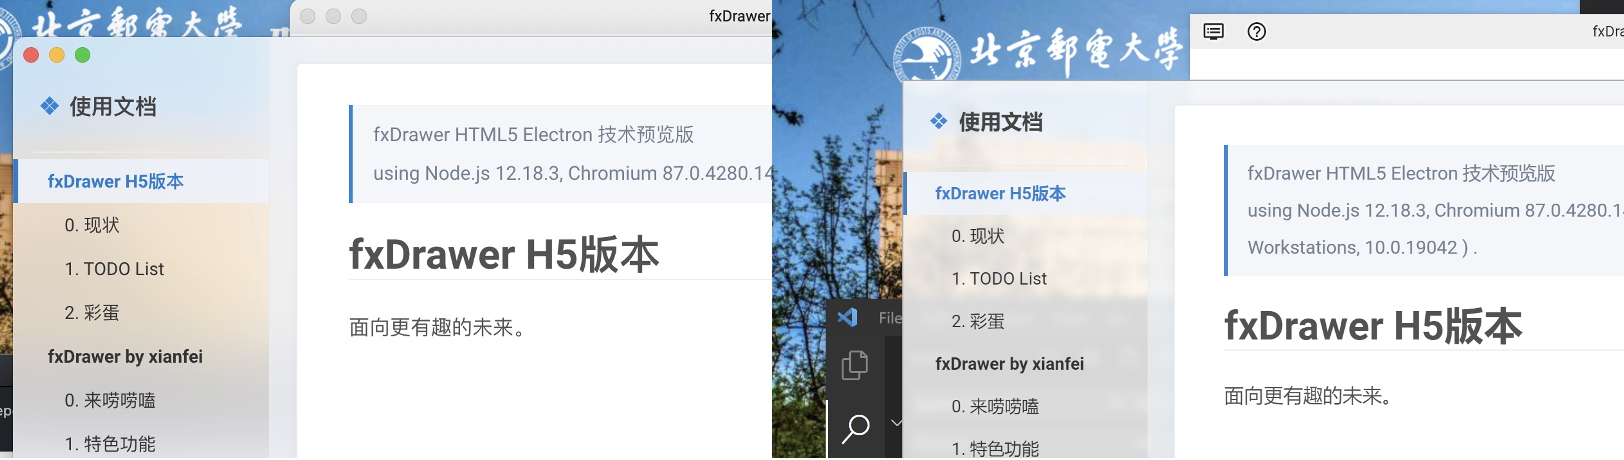 北京郵電大學
fxDrawer
使用文档
fxDrawer H5版本
0. 现状
1. TODO List
2. 彩蛋
fxDrawer by xianfei
0. 来唠唠嗑
1. 特色功能
fxDrawer HTML5 Electron 技术预览版
using Node.js 12.18.3, Chromium 87.0.4280.14
fxDrawer H5版本
面向更有趣的未来。
北京郵電大學
fxDra
使用文档
fxDrawer H5版本
0. 现状
1. TODO List
2. 彩蛋
fxDrawer by xianfei
0. 来唠唠嗑
1. 特色功能
File
fxDrawer HTML5 Electron 技术预览版
using Node.js 12.18.3, Chromium 87.0.4280.1
Workstations, 10.0.19042 ) .
fxDrawer H5版本
面向更有趣的未来。